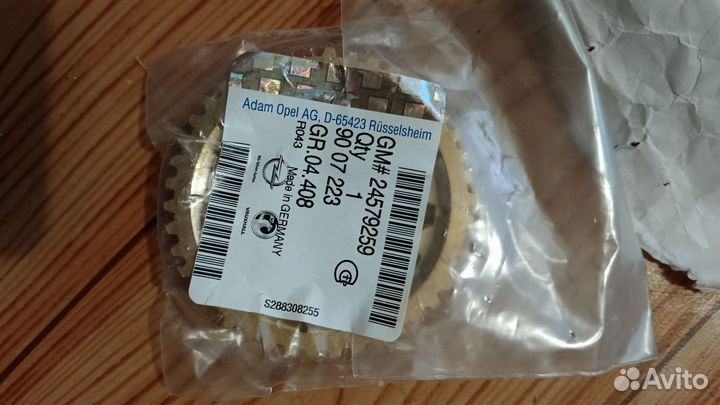 Adam Opel AG, D-65423 Rüsselsheim
GM# 24579259
Qty 1
90 07 223
GR.04.408
R043
Made in GERMANY
VAUXHALL
S288308255
Avito